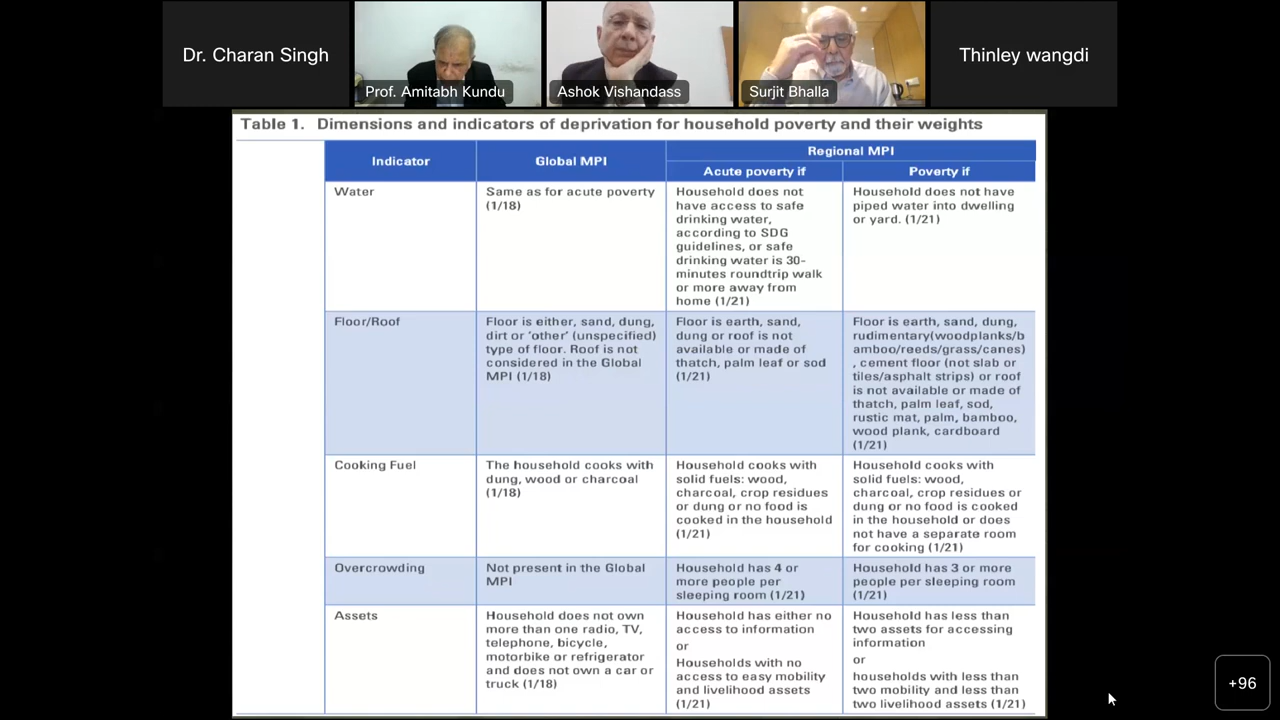 Dr. Charan Singh
Prof. Amitabh Kundu
Ashok Vishandass
Surjit Bhalla
Thinley wangdi
Table 1. Dimensions and indicators of deprivation for household poverty and their weights
Indicator
Global MPI
Regional MPI
Acute poverty if
Poverty if
Water
Same as for acute poverty
(1/18)
Household does not
have access to safe
drinking water,
according to SDG
guidelines, or safe
drinking water is 30-
minutes roundtrip walk
or more away from
home (1/21)
Household does not have
piped water into dwelling
or yard. (1/21)
Floor/Roof
Floor is either, sand, dung,
dirt or 'other' (unspecified)
type of floor. Roof is not
considered in the Global
MPI (1/18)
Floor is earth, sand,
dung or roof is not
available or made of
thatch, palm leaf or sod
(1/21)
Floor is earth, sand, dung,
rudimentary(woodplanks/b
amboo/reeds/grass/canes)
, cement floor (not slab or
tiles/asphalt strips) or roof
is not available or made of
thatch, palm leaf, sod,
rustic mat, palm, bamboo,
wood plank, cardboard
(1/21)
Cooking Fuel
The household cooks with
dung, wood or charcoal
(1/18)
Household cooks with
solid fuels: wood,
charcoal, crop residues
or dung or no food is
cooked in the household
(1/21)
Household cooks with
solid fuels: wood,
charcoal, crop residues or
dung or no food is cooked
in the household or does
not have a separate room
for cooking (1/21)
Overcrowding
Not present in the Global
MPI
Household has 4 or
more people per
sleeping room (1/21)
Household has 3 or more
people per sleeping room
(1/21)
Assets
Household does not own
more than one radio, TV,
telephone, bicycle,
motorbike or refrigerator
and does not own a car or
truck (1/18)
Household has either no
access to information
or
Households with no
access to easy mobility
and livelihood assets
(1/21)
Household has less than
two assets for accessing
information
or
households with less than
two mobility and less than
two livelihood assets (1/21)
+96